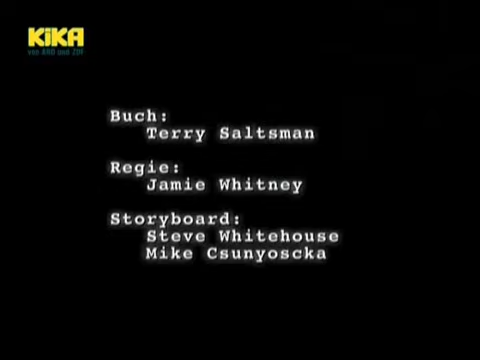 KiKA
von ARD und ZDF
Buch:
Terry Saltsman
Regie:
Jamie Whitney
Storyboard:
Steve Whitehouse
Mike Csunyoscka